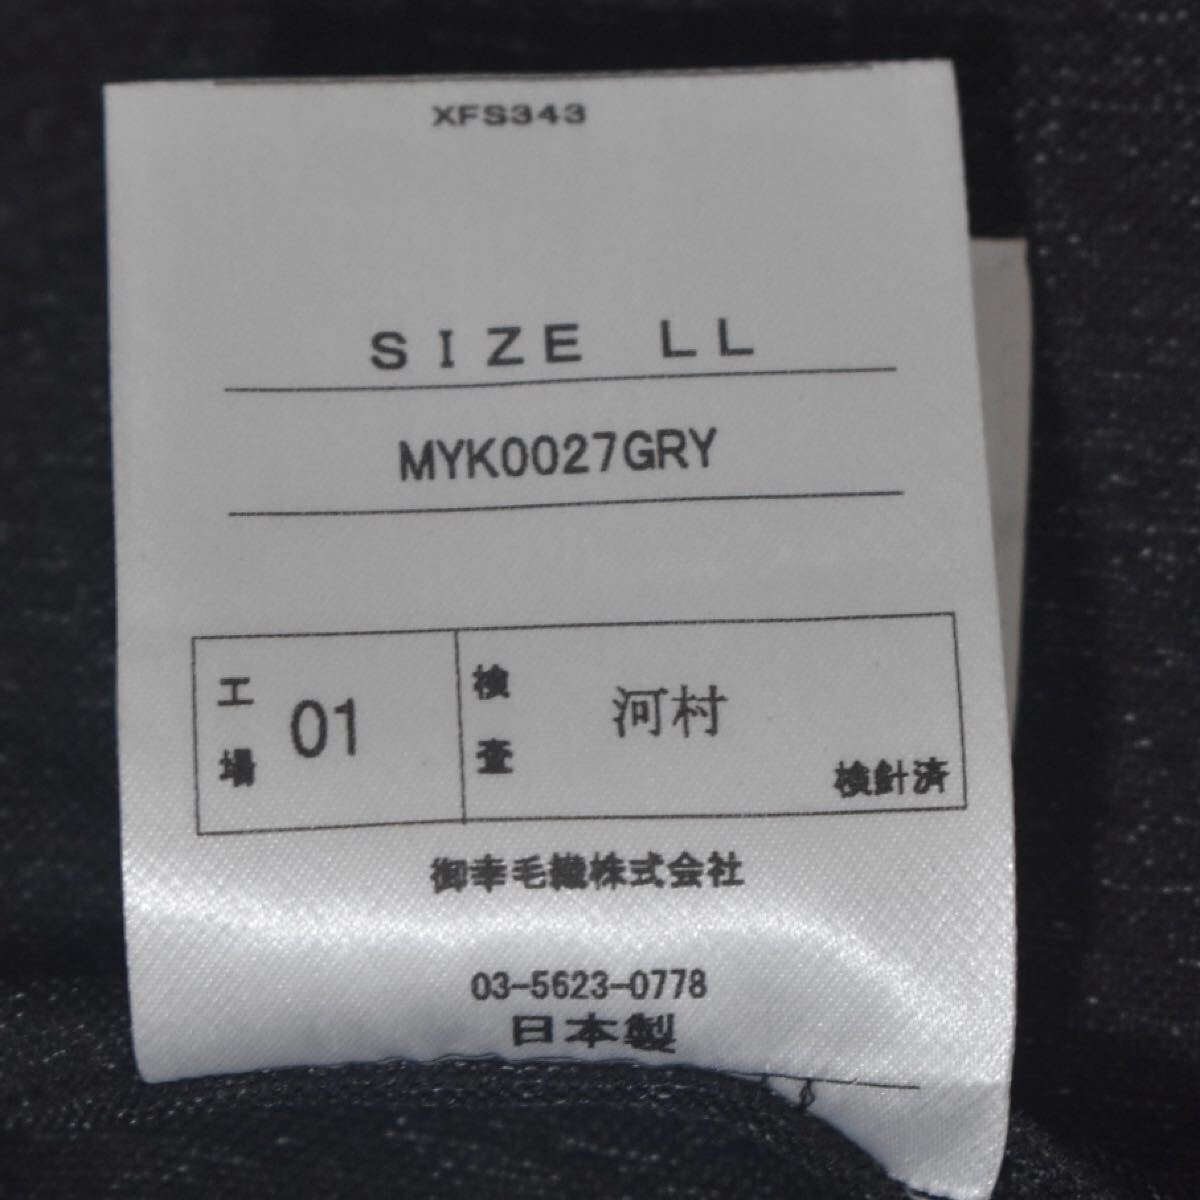 XFS343
SIZE LL
MYK0027GRY
工場 01 検査 河村
検針済
御幸毛織株式会社
03-5623-0778
日本製